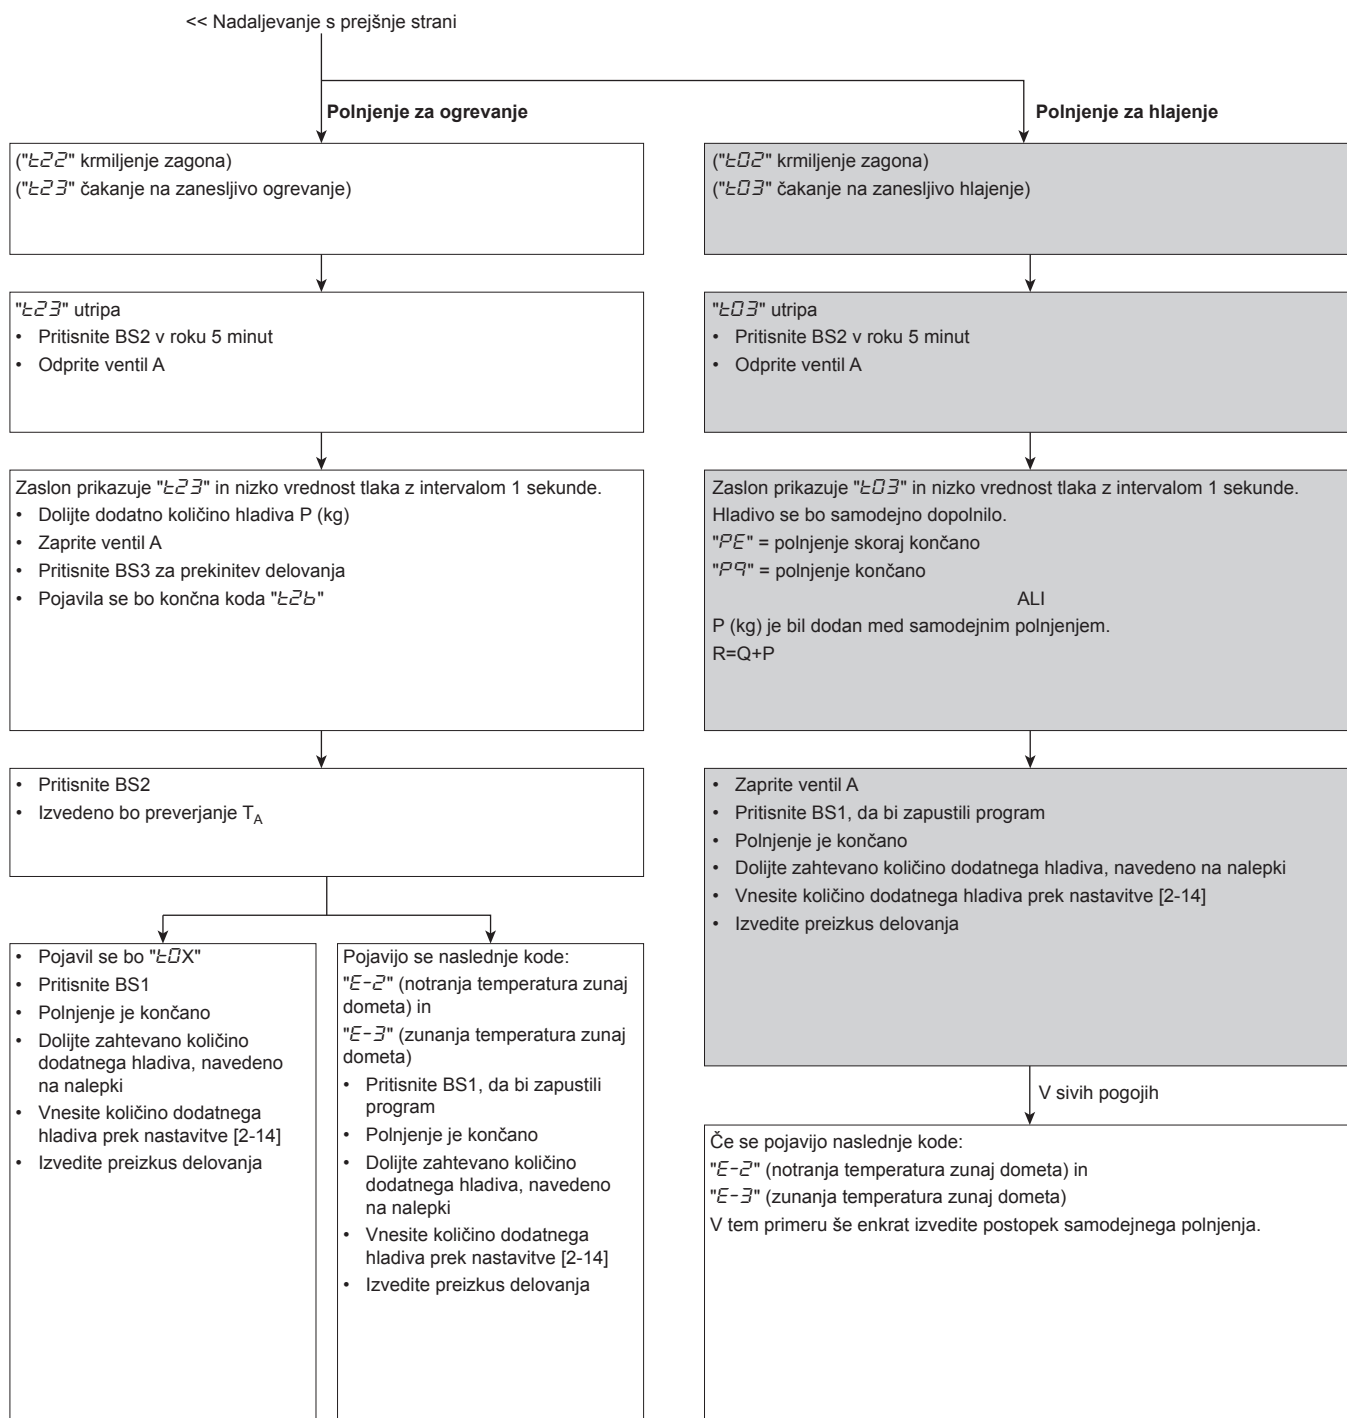 << Nadaljevanje s prejšnje strani
Polnjenje za ogrevanje
("t22" krmiljenje zagona)
("t23" čakanje na zanesljivo ogrevanje)
"t23" utripa
• Pritisnite BS2 v roku 5 minut
• Odprite ventil A
Zaslon prikazuje "t23" in nizko vrednost tlaka z intervalom 1 sekunde.
• Dolijte dodatno količino hladiva P (kg)
• Zaprite ventil A
• Pritisnite BS3 za prekinitev delovanja
• Pojavila se bo končna koda "t2b"
• Pritisnite BS2
• Izvedeno bo preverjanje TA
• Pojavil se bo "t0X"
• Pritisnite BS1
• Polnjenje je končano
• Dolijte zahtevano količino
dodatnega hladiva, navedeno
na nalepki
• Vnesite količino dodatnega
hladiva prek nastavitve [2-14]
• Izvedite preizkus delovanja
Pojavijo se naslednje kode:
"E-2" (notranja temperatura zunaj
dometa) in
"E-3" (zunanja temperatura zunaj
dometa)
• Pritisnite BS1, da bi zapustili
program
• Polnjenje je končano
• Dolijte zahtevano količino
dodatnega hladiva, navedeno
na nalepki
• Vnesite količino dodatnega
hladiva prek nastavitve [2-14]
• Izvedite preizkus delovanja
Polnjenje za hlajenje
("t02" krmiljenje zagona)
("t03" čakanje na zanesljivo hlajenje)
"t03" utripa
• Pritisnite BS2 v roku 5 minut
• Odprite ventil A
Zaslon prikazuje "t03" in nizko vrednost tlaka z intervalom 1 sekunde.
Hladivo se bo samodejno dopolnilo.
"PE" = polnjenje skoraj končano
"P9" = polnjenje končano
ALI
P (kg) je bil dodan med samodejnim polnjenjem.
R=Q+P
• Zaprite ventil A
• Pritisnite BS1, da bi zapustili program
• Polnjenje je končano
• Dolijte zahtevano količino dodatnega hladiva, navedeno na nalepki
• Vnesite količino dodatnega hladiva prek nastavitve [2-14]
• Izvedite preizkus delovanja
V sivih pogojih
Če se pojavijo naslednje kode:
"E-2" (notranja temperatura zunaj dometa) in
"E-3" (zunanja temperatura zunaj dometa)
V tem primeru še enkrat izvedite postopek samodejnega polnjenja.